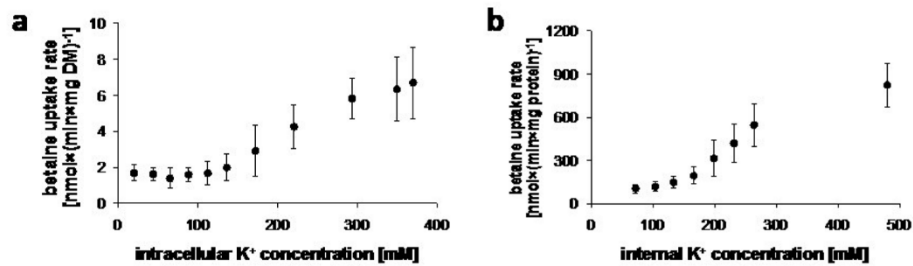 a
betaine uptake rate
[nmol×(min×mg DM)-¹]
10
8
6
4
2
0
0
100
200
300
400
intracellular K⁺ concentration [mM]
b
betaine uptake rate
[nmol×(min×mg protein)-¹]
1200
900
600
300
0
0
100
200
300
400
500
internal K⁺ concentration [mM]